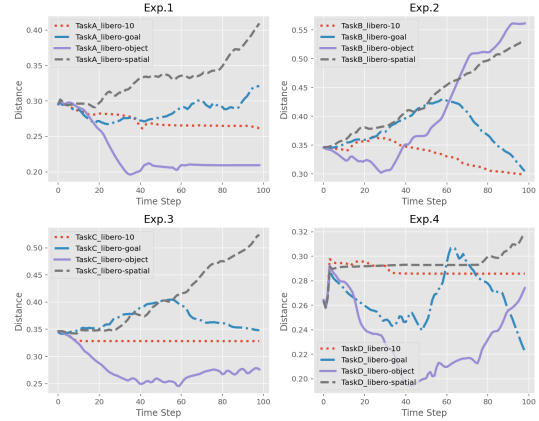 Exp.1
Distance
0.40
0.35
0.30
0.25
0.20
TaskA_libero-10
TaskA_libero-goal
TaskA_libero-object
TaskA_libero-spatial
0 20 40 60 80 100
Time Step
Exp.2
Distance
0.55
0.50
0.45
0.40
0.35
0.30
TaskB_libero-10
TaskB_libero-goal
TaskB_libero-object
TaskB_libero-spatial
0 20 40 60 80 100
Time Step
Exp.3
Distance
0.50
0.45
0.40
0.35
0.30
0.25
TaskC_libero-10
TaskC_libero-goal
TaskC_libero-object
TaskC_libero-spatial
0 20 40 60 80 100
Time Step
Exp.4
Distance
0.32
0.30
0.28
0.26
0.24
0.22
0.20
TaskD_libero-10
TaskD_libero-goal
TaskD_libero-object
TaskD_libero-spatial
0 20 40 60 80 100
Time Step